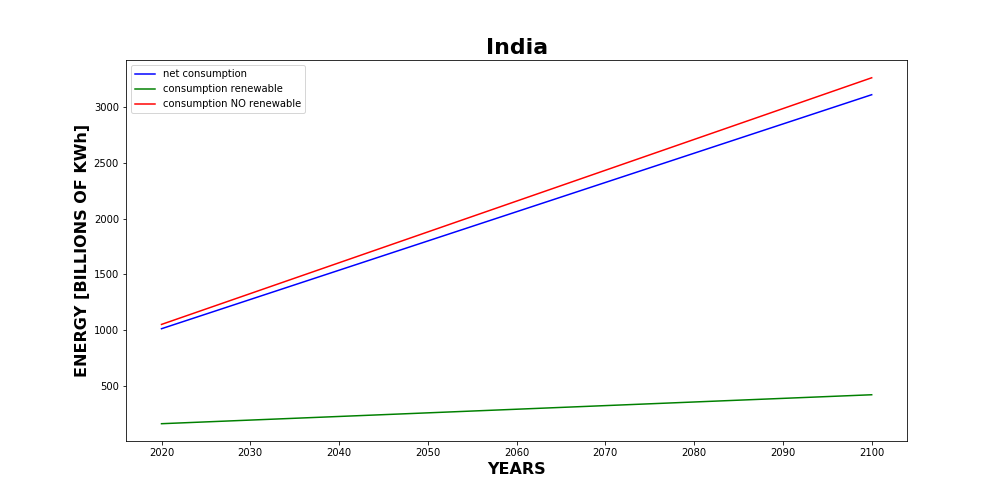 India
net consumption
consumption renewable
consumption NO renewable
ENERGY [BILLIONS OF KWh]
3000
2500
2000
1500
1000
500
2020 2030 2040 2050 2060 2070 2080 2090 2100
YEARS